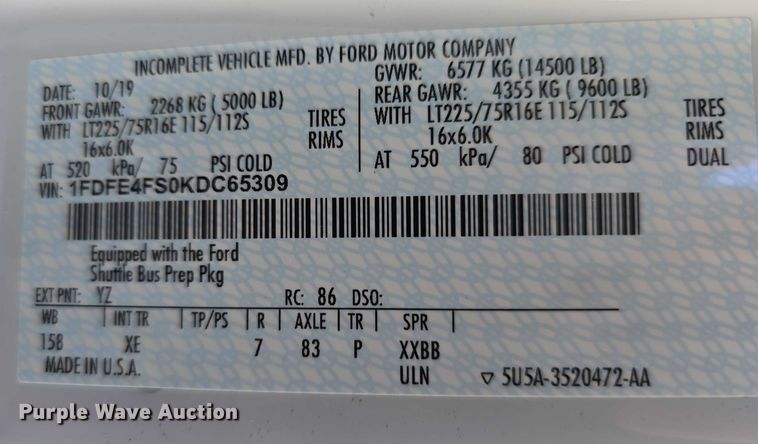 INCOMPLETE VEHICLE MFD. BY FORD MOTOR COMPANY
DATE: 10/19 GVWR: 6577 KG (14500 LB)
FRONT GAWR: 2268 KG ( 5000 LB) REAR GAWR: 4355 KG ( 9600 LB)
WITH LT225/75R16E 115/112S TIRES WITH LT225/75R16E 115/112S TIRES
16x6.0K RIMS 16x6.0K RIMS
AT 520 kPa/ 75 PSI COLD AT 550 kPa/ 80 PSI COLD DUAL
VIN: 1FDFE4FS0KDC65309
Equipped with the Ford
Shuttle Bus Prep Pkg
EXT PNT: YZ RC: 86 DSO:
WB | INT TR | TP/PS | R | AXLE | TR | SPR |
158 XE 7 83 P XXBB
MADE IN U.S.A. ULN ▽ 5U5A-3520472-AA
Purple Wave Auction